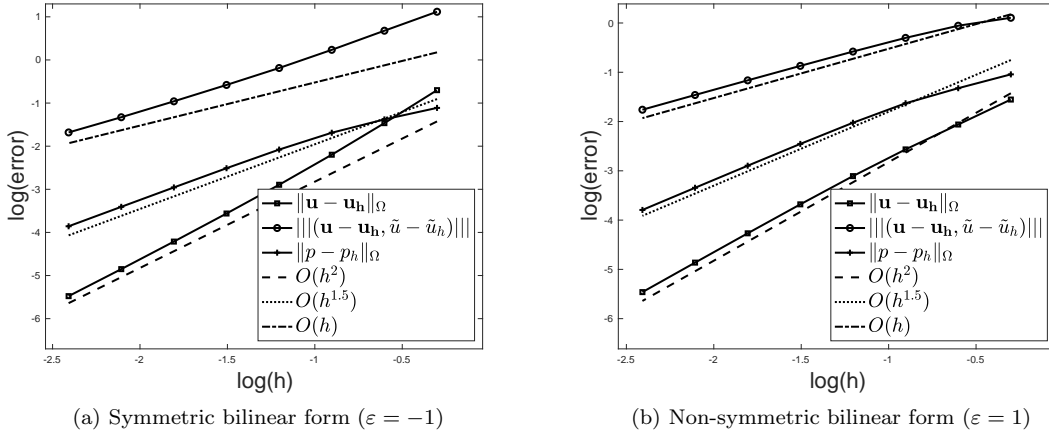 1
0
-1
-2
-3
-4
-5
-6
log(error)
‖u − u_h‖_Ω
|||(u − u_h, ũ − ũ_h)|||
‖p − p_h‖_Ω
O(h^2)
O(h^{1.5})
O(h)
-2.5 -2 -1.5 -1 -0.5
log(h)
(a) Symmetric bilinear form (ε = −1)
0
-1
-2
-3
-4
-5
-6
log(error)
‖u − u_h‖_Ω
|||(u − u_h, ũ − ũ_h)|||
‖p − p_h‖_Ω
O(h^2)
O(h^{1.5})
O(h)
-2.5 -2 -1.5 -1 -0.5
log(h)
(b) Non-symmetric bilinear form (ε = 1)